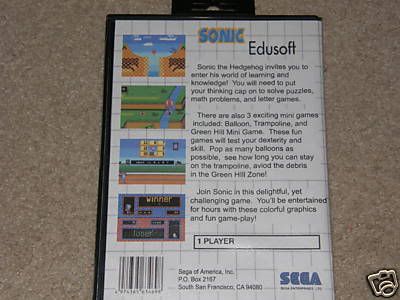 SONIC
Edusoft
Sonic the Hedgehog invites you to
enter his world of learning and
knowledge! You will need to put
your thinking cap on to solve puzzles,
math problems, and letter games.
There are also 3 exciting mini games
included: Balloon, Trampoline, and
Green Hill Mini Game. These fun
games will test your dexterity and
skill. Pop as many balloons as
possible, see how long you can stay
on the trampoline, aviod the debris
in the Green Hill Zone!
Join Sonic in this delightful, yet
challenging game. You'll be entertained
for hours with these colorful graphics
and fun game-play!
winner
loser
1 PLAYER
Sega of America, Inc.
P.O. Box 2167
South San Francisco, CA 94080
SEGA